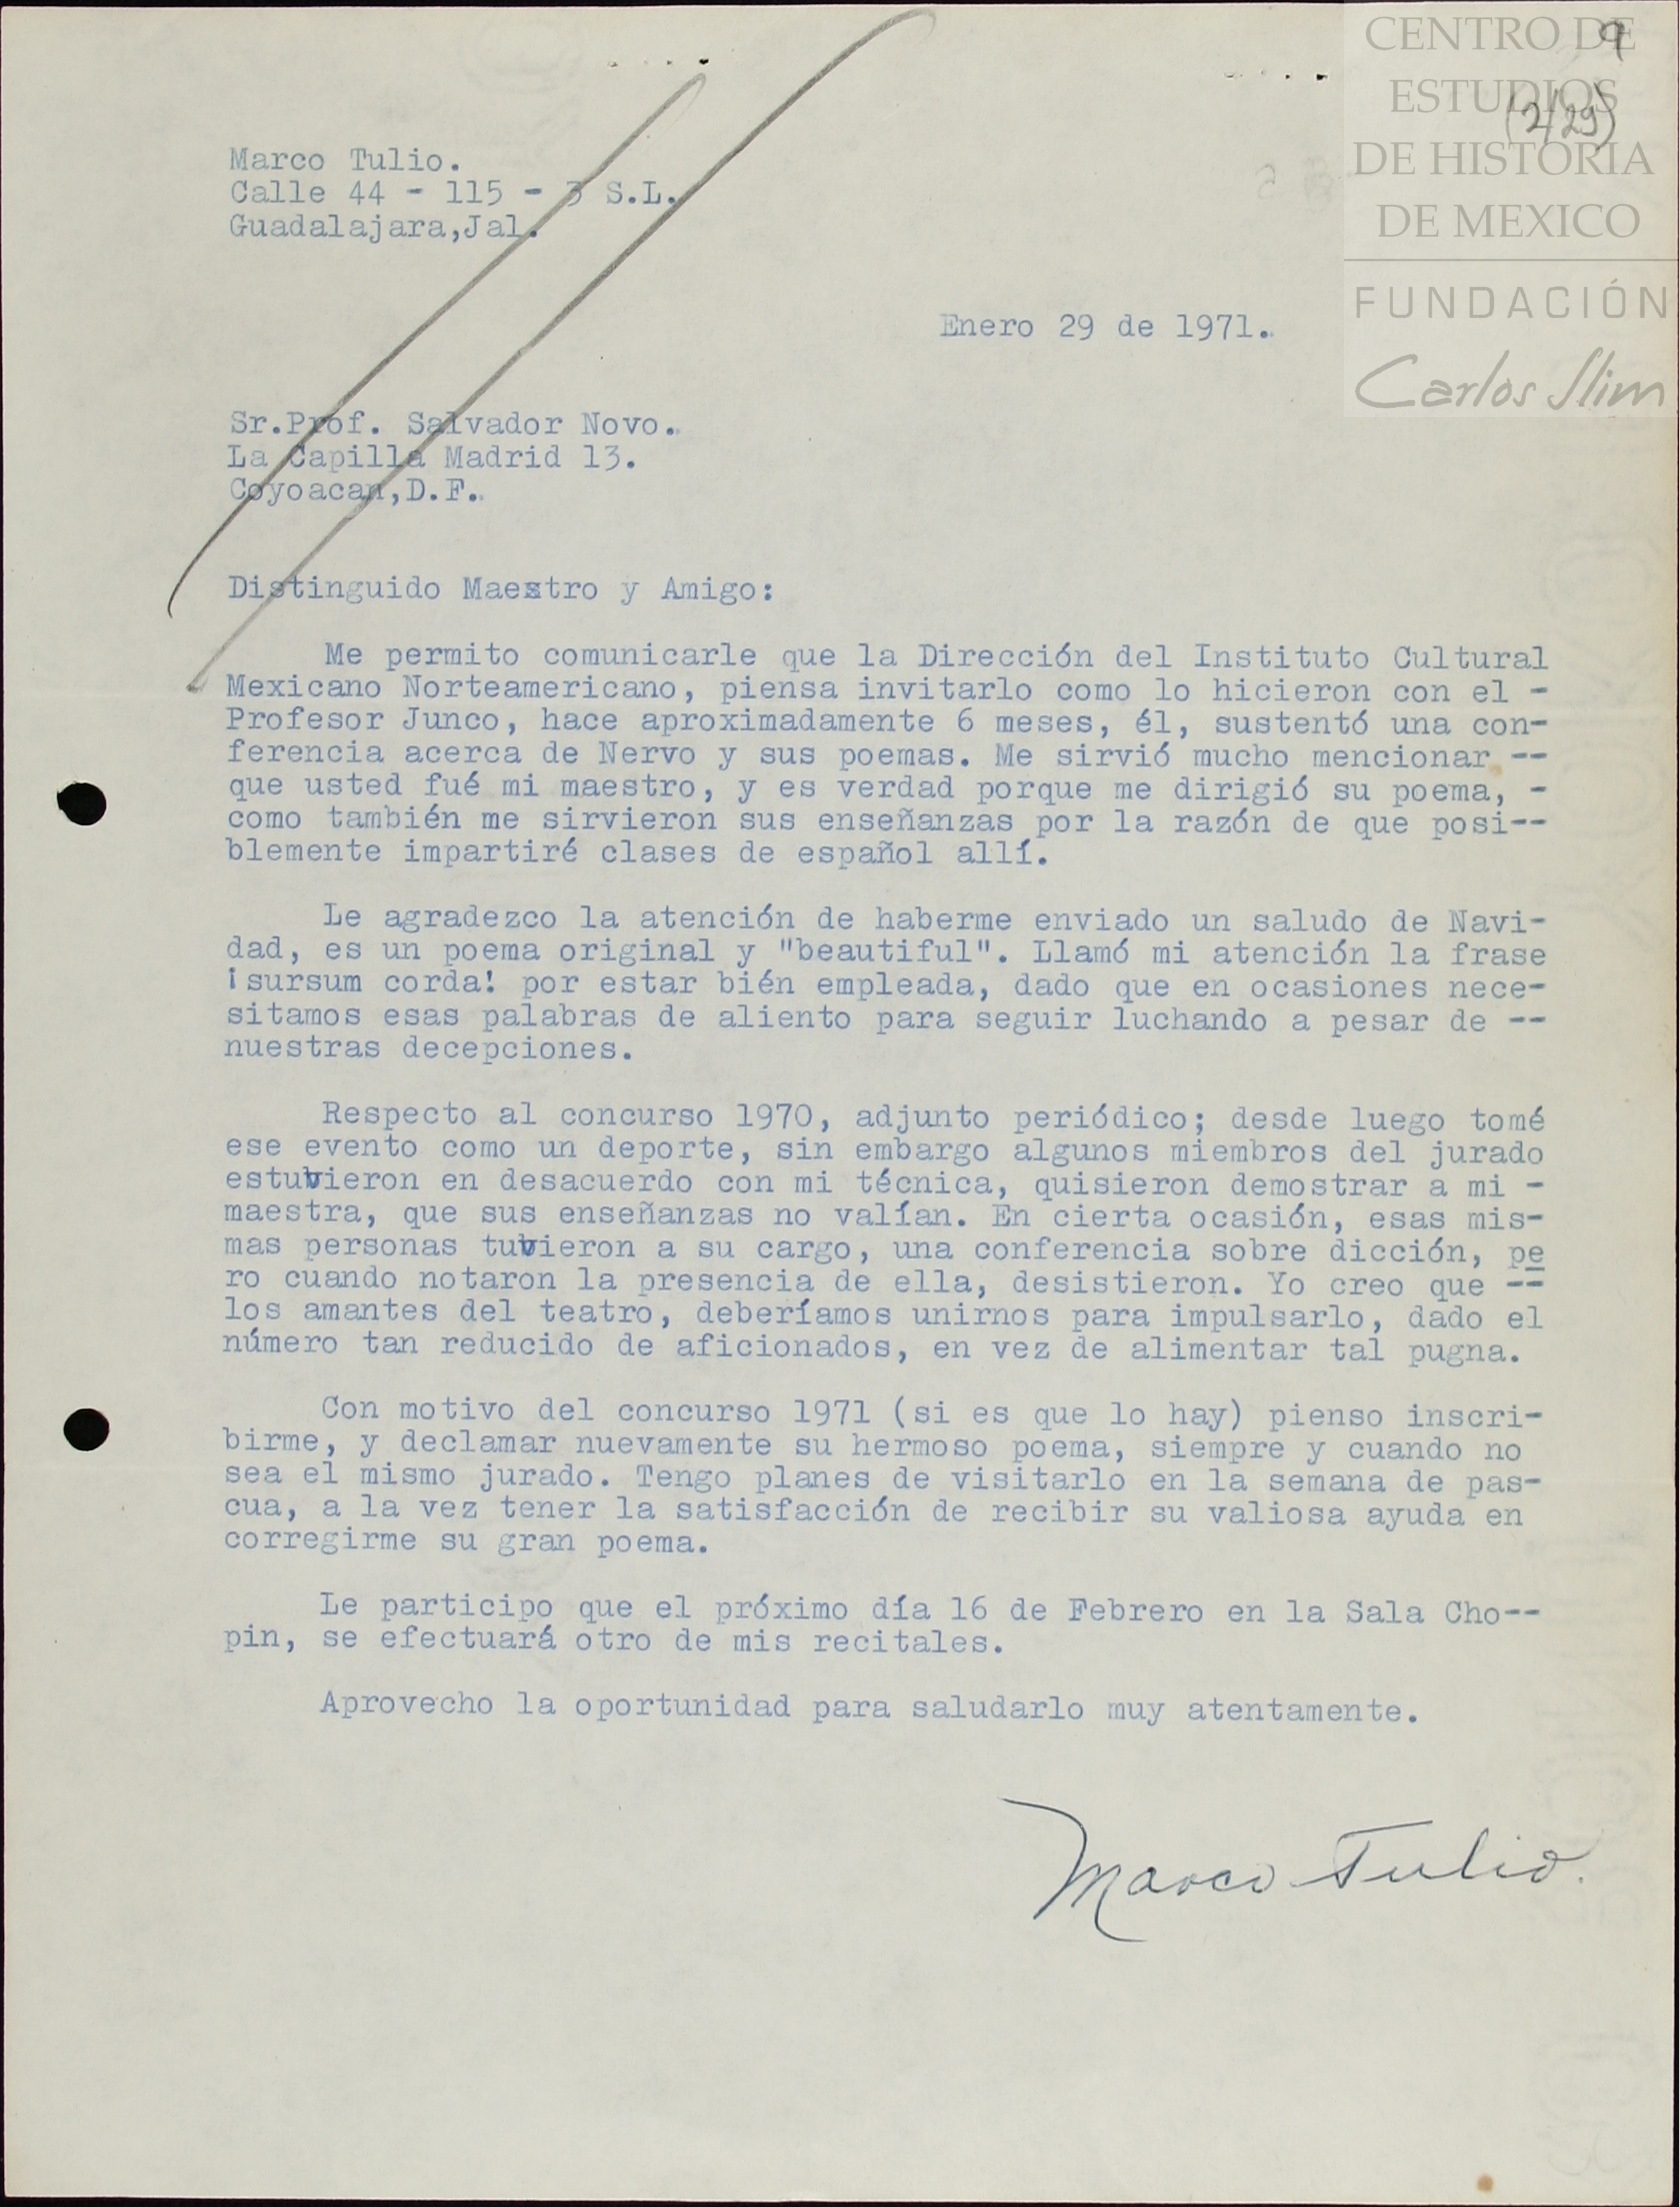 CENTRO DE
ESTUDIOS
DE HISTORIA
DE MEXICO
FUNDACIÓN
Carlos Slim
9
(2/29)
Marco Tulio.
Calle 44 - 115 - 3 S.L.
Guadalajara,Jal.
Enero 29 de 1971.
Sr.Prof. Salvador Novo.
La Capilla Madrid 13.
Coyoacan,D.F.
Distinguido Maestro y Amigo:
Me permito comunicarle que la Dirección del Instituto Cultural
Mexicano Norteamericano, piensa invitarlo como lo hicieron con el -
Profesor Junco, hace aproximadamente 6 meses, él, sustentó una con-
ferencia acerca de Nervo y sus poemas. Me sirvió mucho mencionar --
que usted fué mi maestro, y es verdad porque me dirigió su poema, -
como también me sirvieron sus enseñanzas por la razón de que posi--
blemente impartiré clases de español allí.
Le agradezco la atención de haberme enviado un saludo de Navi-
dad, es un poema original y "beautiful". Llamó mi atención la frase
¡sursum corda! por estar bién empleada, dado que en ocasiones nece-
sitamos esas palabras de aliento para seguir luchando a pesar de --
nuestras decepciones.
Respecto al concurso 1970, adjunto periódico; desde luego tomé
ese evento como un deporte, sin embargo algunos miembros del jurado
estuvieron en desacuerdo con mi técnica, quisieron demostrar a mi -
maestra, que sus enseñanzas no valían. En cierta ocasión, esas mis-
mas personas tuvieron a su cargo, una conferencia sobre dicción, pe
ro cuando notaron la presencia de ella, desistieron. Yo creo que --
los amantes del teatro, deberíamos unirnos para impulsarlo, dado el
número tan reducido de aficionados, en vez de alimentar tal pugna.
Con motivo del concurso 1971 (si es que lo hay) pienso inscri-
birme, y declamar nuevamente su hermoso poema, siempre y cuando no
sea el mismo jurado. Tengo planes de visitarlo en la semana de pas-
cua, a la vez tener la satisfacción de recibir su valiosa ayuda en
corregirme su gran poema.
Le participo que el próximo día 16 de Febrero en la Sala Cho--
pin, se efectuará otro de mis recitales.
Aprovecho la oportunidad para saludarlo muy atentamente.
Marco Tulio.